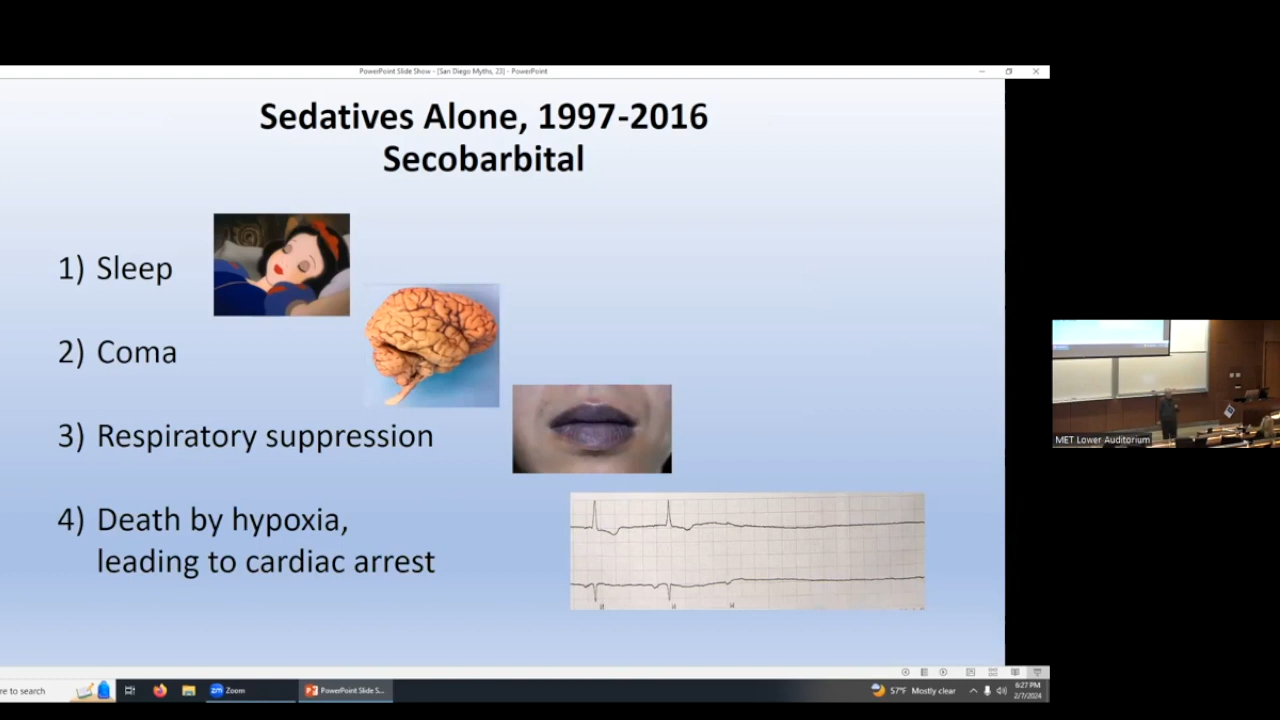 PowerPoint Slide Show - [San Diego Myths, 23] - PowerPoint
Sedatives Alone, 1997-2016
Secobarbital
1) Sleep
2) Coma
3) Respiratory suppression
4) Death by hypoxia,
leading to cardiac arrest
MET Lower Auditorium
re to search
zm Zoom
PowerPoint Slide S...
57°F Mostly clear
6:27 PM
2/7/2024